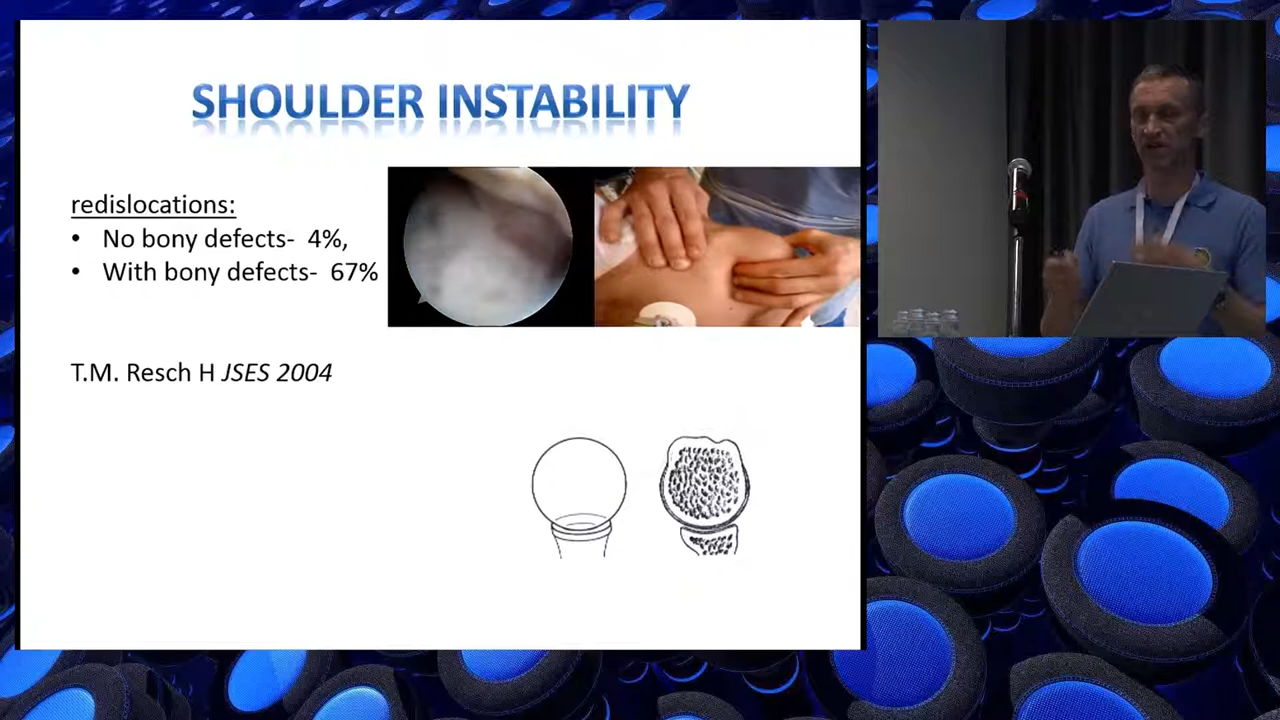 SHOULDER INSTABILITY
redislocations:
• No bony defects- 4%,
• With bony defects- 67%
T.M. Resch H JSES 2004